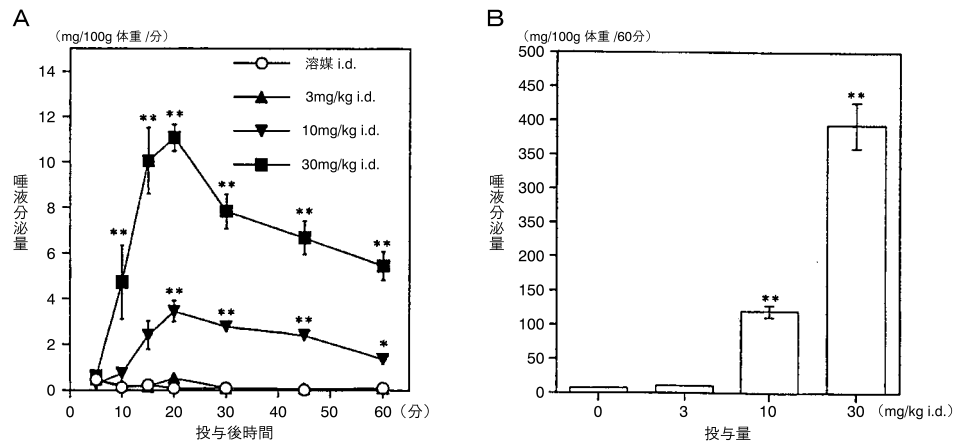 A
(mg/100g 体重/分)
14
12
10
8
6
4
2
0
唾液分泌量
溶媒 i.d.
3mg/kg i.d.
10mg/kg i.d.
30mg/kg i.d.
**
**
**
**
**
**
**
**
**
*
0 10 20 30 40 50 60 (分)
投与後時間
B
(mg/100g 体重/60分)
500
450
400
350
300
250
200
150
100
50
0
唾液分泌量
**
**
0 3 10 30 (mg/kg i.d.)
投与量